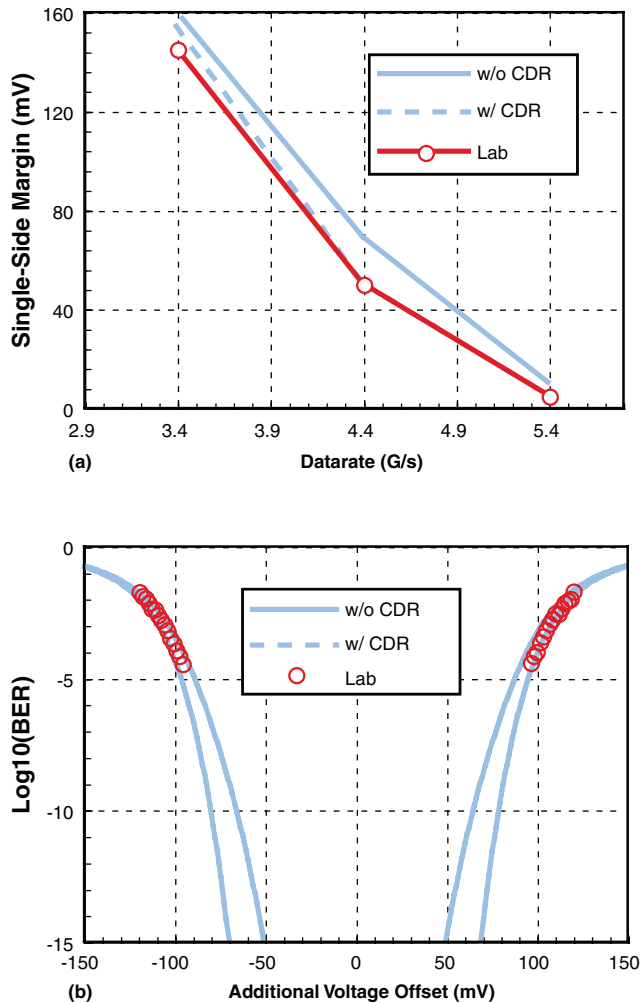 160
120
80
40
0
Single-Side Margin (mV)
w/o CDR
w/ CDR
Lab
2.9
3.4
3.9
4.4
4.9
5.4
(a)
Datarate (G/s)
0
-5
-10
-15
Log10(BER)
w/o CDR
w/ CDR
Lab
-150
-100
-50
0
50
100
150
(b)
Additional Voltage Offset (mV)